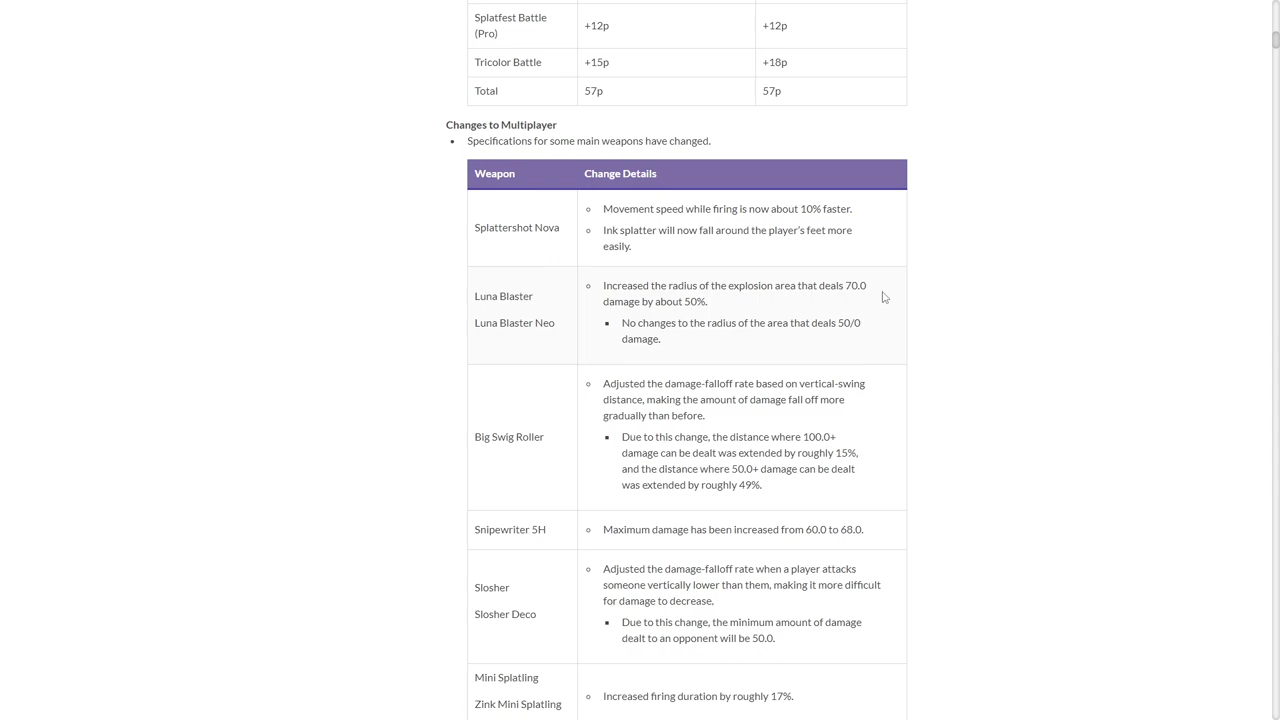 Splatfest Battle
(Pro)
+12p
+12p
Tricolor Battle
+15p
+18p
Total
57p
57p
Changes to Multiplayer
Specifications for some main weapons have changed.
Weapon
Change Details
Splattershot Nova
Movement speed while firing is now about 10% faster.
Ink splatter will now fall around the player’s feet more
easily.
Luna Blaster
Luna Blaster Neo
Increased the radius of the explosion area that deals 70.0
damage by about 50%.
No changes to the radius of the area that deals 50/0
damage.
Big Swig Roller
Adjusted the damage-falloff rate based on vertical-swing
distance, making the amount of damage fall off more
gradually than before.
Due to this change, the distance where 100.0+
damage can be dealt was extended by roughly 15%,
and the distance where 50.0+ damage can be dealt
was extended by roughly 49%.
Snipewriter 5H
Maximum damage has been increased from 60.0 to 68.0.
Slosher
Slosher Deco
Adjusted the damage-falloff rate when a player attacks
someone vertically lower than them, making it more difficult
for damage to decrease.
Due to this change, the minimum amount of damage
dealt to an opponent will be 50.0.
Mini Splatling
Zink Mini Splatling
Increased firing duration by roughly 17%.